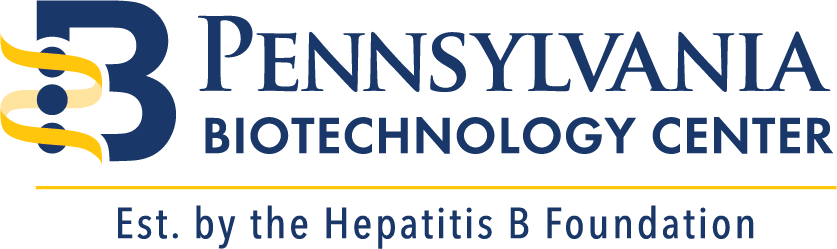 B PENNSYLVANIA
BIOTECHNOLOGY CENTER
Est. by the Hepatitis B Foundation